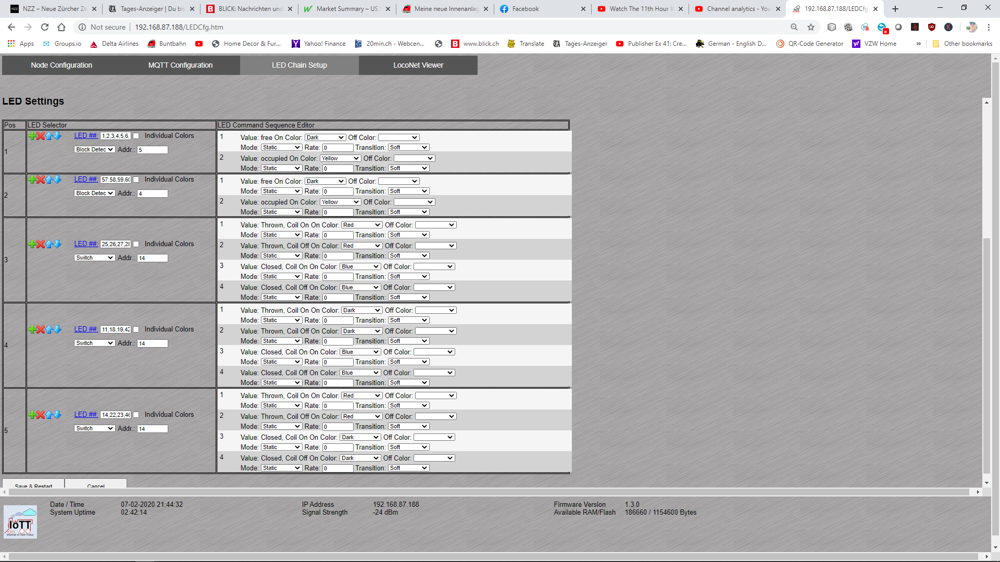 NZZ – Neue Zürcher Ze
Tages-Anzeiger | Du bis
BLICK: Nachrichten und
Market Summary – US S
Meine neue Innenanlag
Facebook
Watch The 11th Hour W
Channel analytics - You
192.168.87.188/LEDCfg
Not secure | 192.168.87.188/LEDCfg.htm
Apps Groups.io Delta Airlines Buntbahn Home Decor & Fur... Yahoo! Finance 20min.ch - Webcen... www.blick.ch Translate Tages-Anzeiger Publisher Ex 41: Cre... German - English D... QR-Code Generator VZW Home » Other bookmarks
Node Configuration MQTT Configuration LED Chain Setup LocoNet Viewer
LED Settings
Pos LED Selector LED Command Sequence Editor
1
LED ##: 1,2,3,4,5,6, Individual Colors
Block Detec Addr.: 5
1 Value: free On Color: Dark Off Color:
Mode: Static Rate: 0 Transition: Soft
2 Value: occupied On Color: Yellow Off Color:
Mode: Static Rate: 0 Transition: Soft
2
LED ##: 57,58,59,60 Individual Colors
Block Detec Addr.: 4
1 Value: free On Color: Dark Off Color:
Mode: Static Rate: 0 Transition: Soft
2 Value: occupied On Color: Yellow Off Color:
Mode: Static Rate: 0 Transition: Soft
3
LED ##: 25,26,27,28 Individual Colors
Switch Addr.: 14
1 Value: Thrown, Coil On On Color: Red Off Color:
Mode: Static Rate: 0 Transition: Soft
2 Value: Thrown, Coil Off On Color: Red Off Color:
Mode: Static Rate: 0 Transition: Soft
3 Value: Closed, Coil On On Color: Blue Off Color:
Mode: Static Rate: 0 Transition: Soft
4 Value: Closed, Coil Off On Color: Blue Off Color:
Mode: Static Rate: 0 Transition: Soft
4
LED ##: 11,18,19,42 Individual Colors
Switch Addr.: 14
1 Value: Thrown, Coil On On Color: Dark Off Color:
Mode: Static Rate: 0 Transition: Soft
2 Value: Thrown, Coil Off On Color: Dark Off Color:
Mode: Static Rate: 0 Transition: Soft
3 Value: Closed, Coil On On Color: Blue Off Color:
Mode: Static Rate: 0 Transition: Soft
4 Value: Closed, Coil Off On Color: Blue Off Color:
Mode: Static Rate: 0 Transition: Soft
5
LED ##: 14,22,23,46 Individual Colors
Switch Addr.: 14
1 Value: Thrown, Coil On On Color: Red Off Color:
Mode: Static Rate: 0 Transition: Soft
2 Value: Thrown, Coil Off On Color: Red Off Color:
Mode: Static Rate: 0 Transition: Soft
3 Value: Closed, Coil On On Color: Dark Off Color:
Mode: Static Rate: 0 Transition: Soft
4 Value: Closed, Coil Off On Color: Dark Off Color:
Mode: Static Rate: 0 Transition: Soft
Save & Restart Cancel
IoTT
Internet of Tech Trains
Date / Time 07-02-2020 21:44:32 IP Address 192.168.87.188 Firmware Version 1.3.0
System Uptime 02:42:14 Signal Strength -24 dBm Available RAM/Flash 186660 / 1154600 Bytes